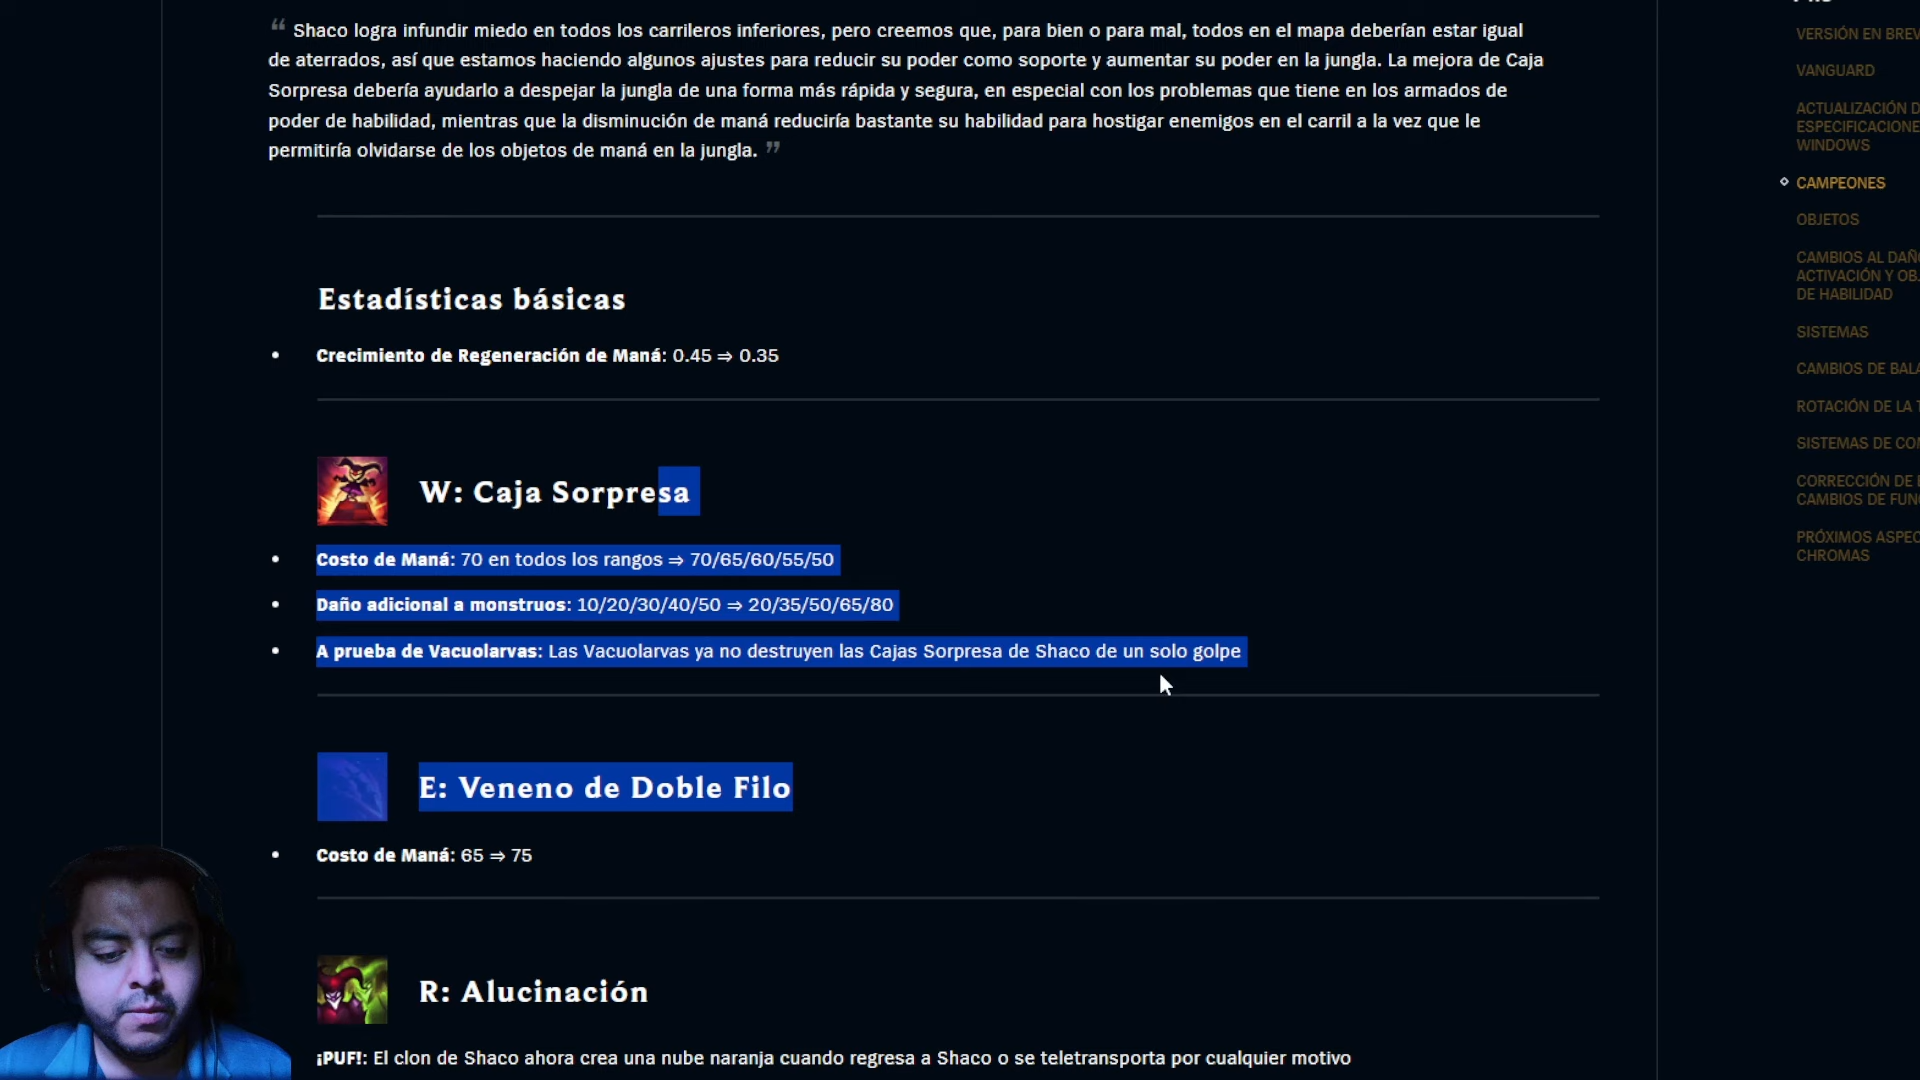 “ Shaco logra infundir miedo en todos los carrileros inferiores, pero creemos que, para bien o para mal, todos en el mapa deberían estar igual
de aterrados, así que estamos haciendo algunos ajustes para reducir su poder como soporte y aumentar su poder en la jungla. La mejora de Caja
Sorpresa debería ayudarlo a despejar la jungla de una forma más rápida y segura, en especial con los problemas que tiene en los armados de
poder de habilidad, mientras que la disminución de maná reduciría bastante su habilidad para hostigar enemigos en el carril a la vez que le
permitiría olvidarse de los objetos de maná en la jungla. ”
Estadísticas básicas
• Crecimiento de Regeneración de Maná: 0.45 ⇒ 0.35
W: Caja Sorpresa
• Costo de Maná: 70 en todos los rangos ⇒ 70/65/60/55/50
• Daño adicional a monstruos: 10/20/30/40/50 ⇒ 20/35/50/65/80
• A prueba de Vacuolarvas: Las Vacuolarvas ya no destruyen las Cajas Sorpresa de Shaco de un solo golpe
E: Veneno de Doble Filo
• Costo de Maná: 65 ⇒ 75
R: Alucinación
¡PUF!: El clon de Shaco ahora crea una nube naranja cuando regresa a Shaco o se teletransporta por cualquier motivo
VERSIÓN EN BREV
VANGUARD
ACTUALIZACIÓN D
ESPECIFICACIONE
WINDOWS
CAMPEONES
OBJETOS
CAMBIOS AL DAÑO
ACTIVACIÓN Y OB
DE HABILIDAD
SISTEMAS
CAMBIOS DE BALA
ROTACIÓN DE LA T
SISTEMAS DE CO
CORRECCIÓN DE
CAMBIOS DE FUN
PRÓXIMOS ASPEC
CHROMAS